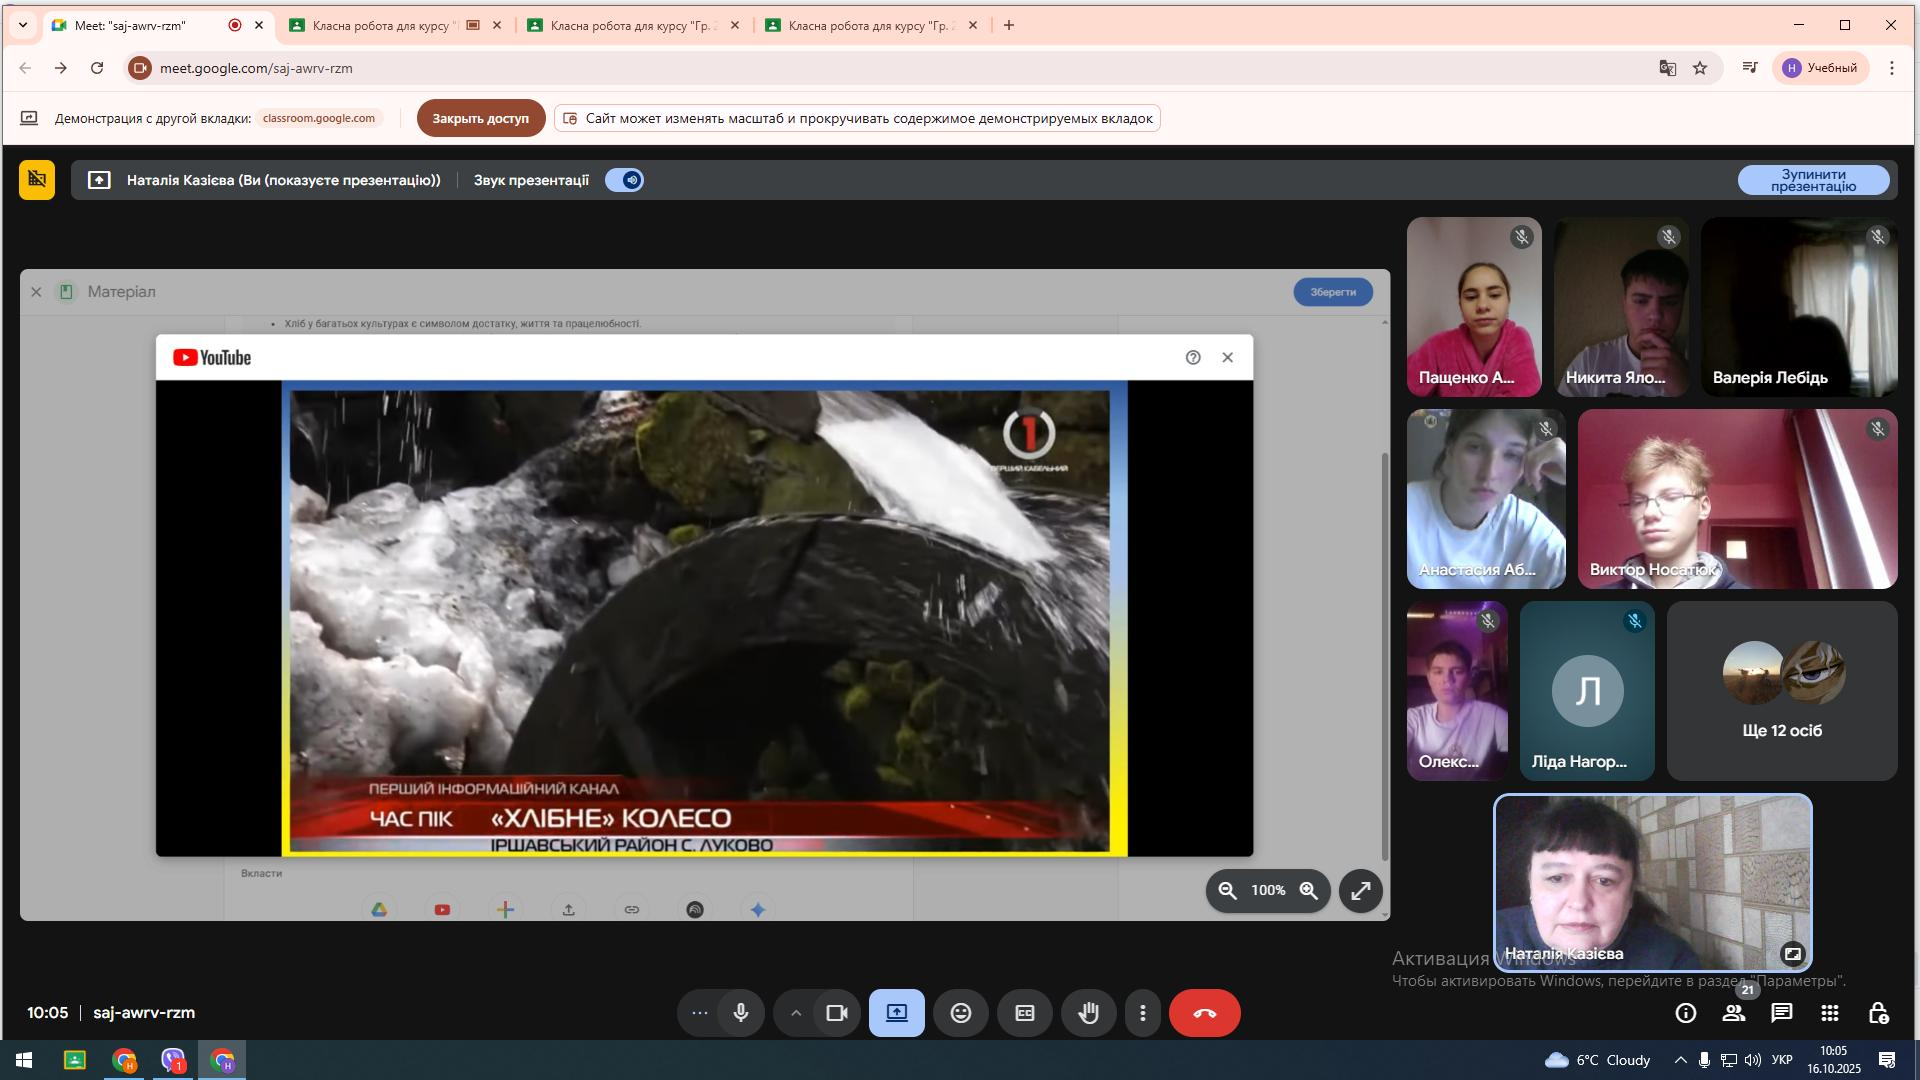 Meet: "saj-awrv-rzm"
Класна робота для курсу "
Класна робота для курсу "Гр. 2
Класна робота для курсу "Гр. 2
meet.google.com/saj-awrv-rzm
Н
Учебный
Демонстрация с другой вкладки:
classroom.google.com
Закрыть доступ
Сайт может изменять масштаб и прокручивать содержимое демонстрируемых вкладок
Наталія Казієва (Ви (показуєте презентацію))
Звук презентації
Зупинити
презентацію
Матеріал
Зберегти
Хліб у багатьох культурах є символом достатку, життя та працелюбності.
YouTube
1
ПЕРШИЙ КАБЕЛЬНИЙ
ПЕРШИЙ ІНФОРМАЦІЙНИЙ КАНАЛ
ЧАС ПІК «ХЛІБНЕ» КОЛЕСО
ІРШАВСЬКИЙ РАЙОН С. ЛУКОВО
Вкласти
100%
Пащенко А...
Никита Яло...
Валерія Лебідь
Анастасия Аб...
Виктор Носатюк
Олекс...
Л
Ліда Нагор...
Ще 12 осіб
Наталія Казієва
Активация Windows
Чтобы активировать Windows, перейдите в раздел "Параметры".
10:05
saj-awrv-rzm
CC
21
Н
1
Н
6°C Cloudy
УКР
10:05
16.10.2025